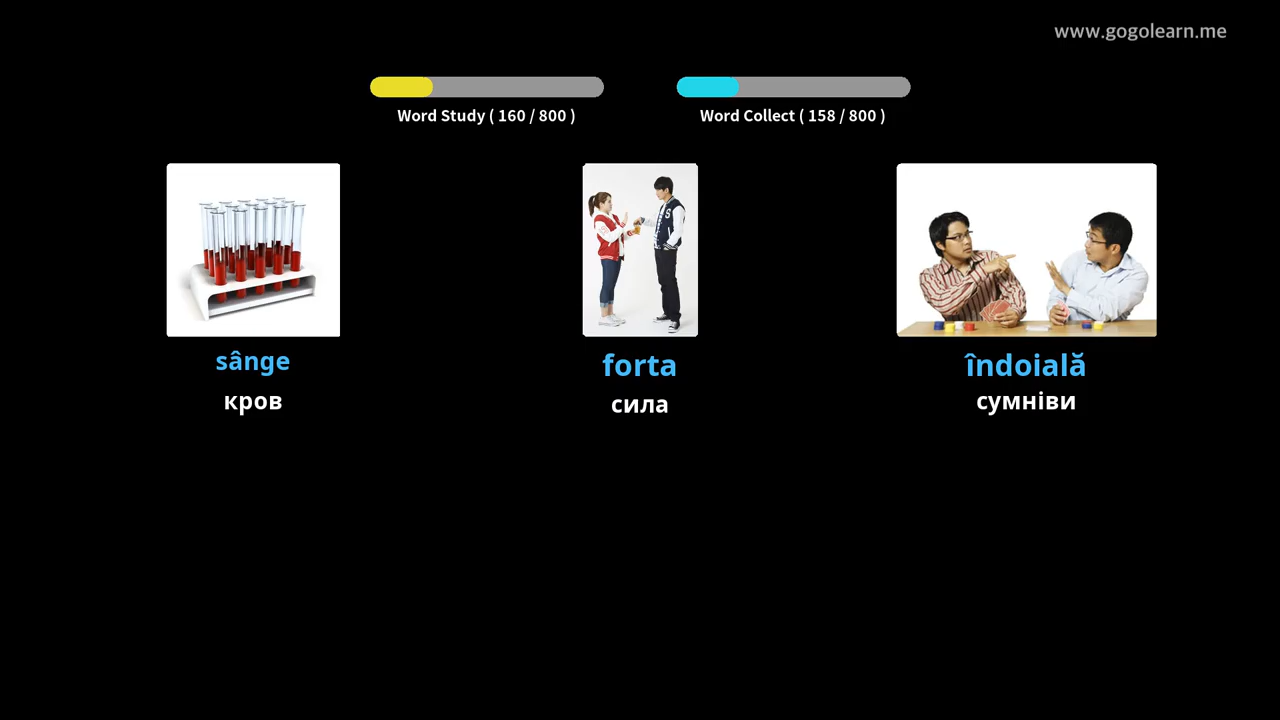 www.gogolearn.me
Word Study ( 160 / 800 )
Word Collect ( 158 / 800 )
sânge
forta
îndoială
кров
сила
сумніви